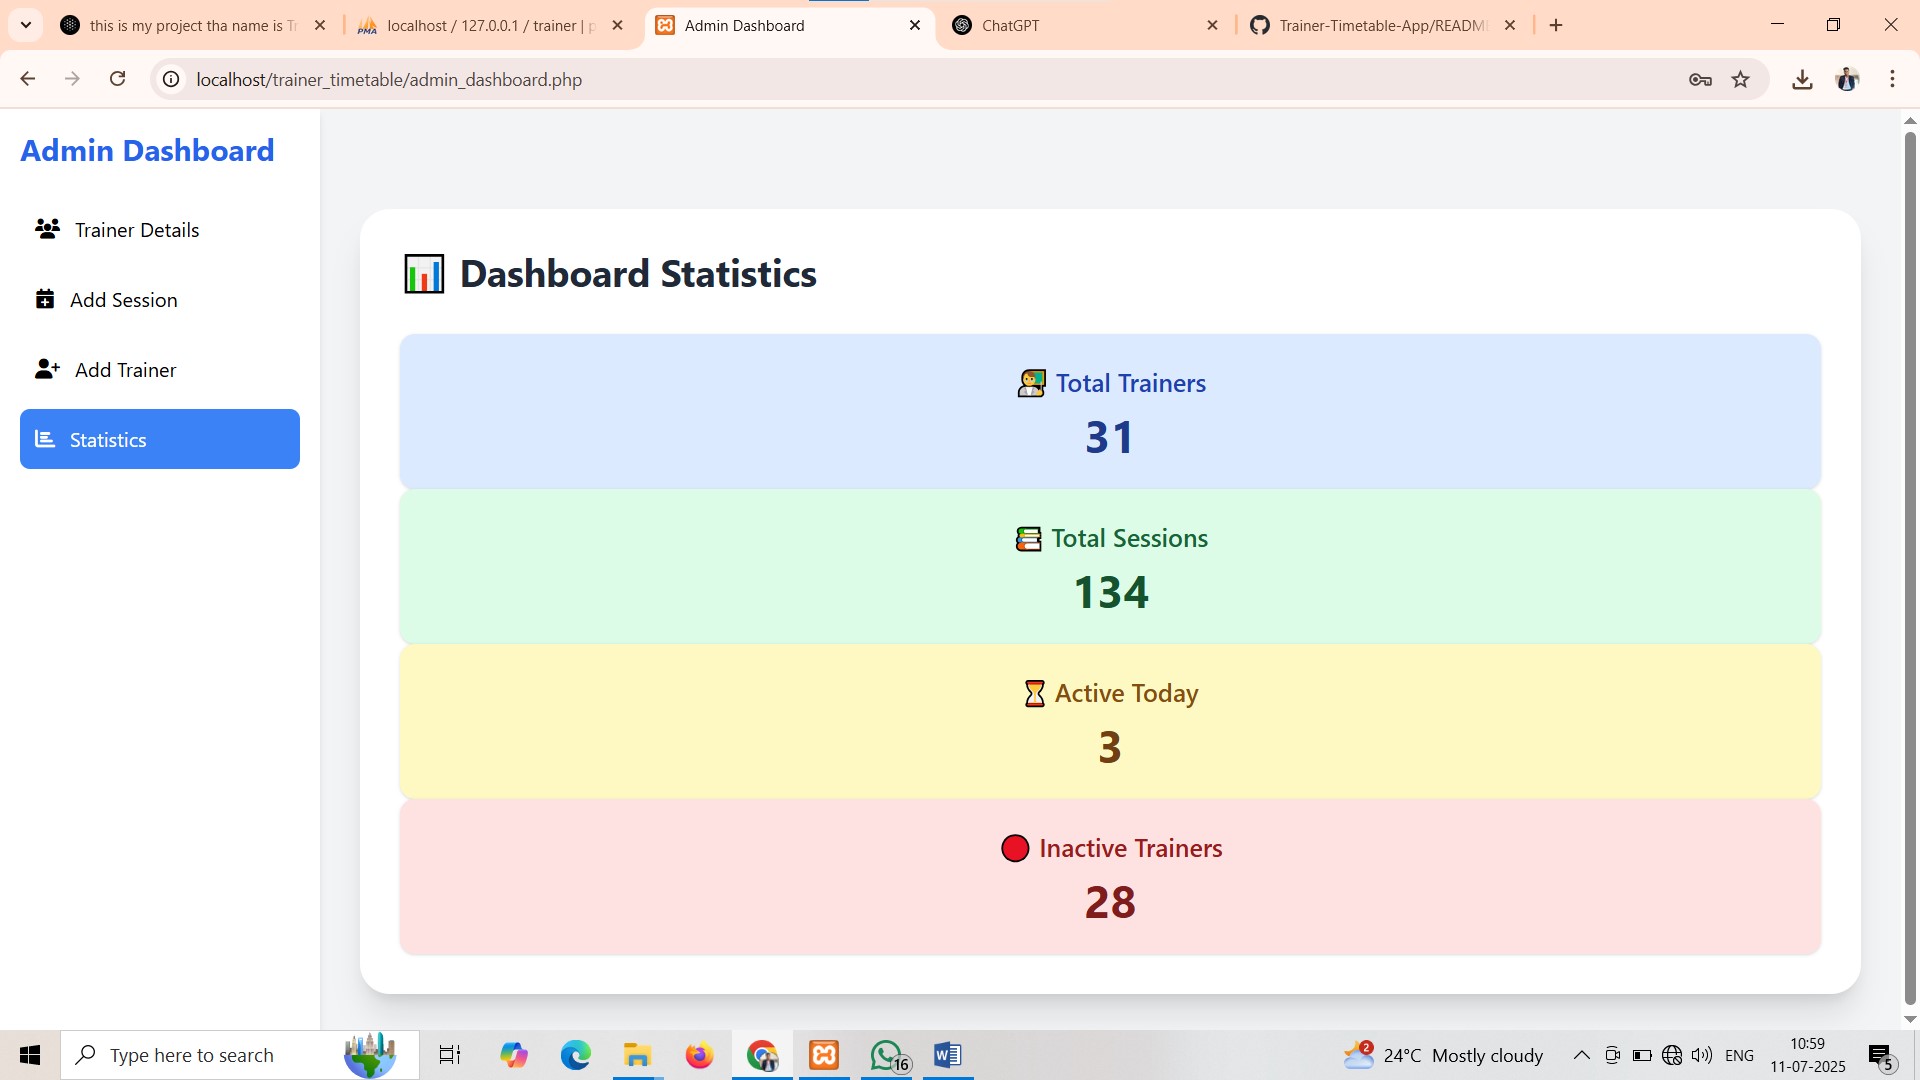 this is my project tha name is Tr
localhost / 127.0.0.1 / trainer | p
Admin Dashboard
ChatGPT
Trainer-Timetable-App/READM
localhost/trainer_timetable/admin_dashboard.php
Admin Dashboard
Trainer Details
Add Session
Add Trainer
Statistics
Dashboard Statistics
Total Trainers
31
Total Sessions
134
Active Today
3
Inactive Trainers
28
Type here to search
16
2
24°C Mostly cloudy
ENG
10:59
11-07-2025
5